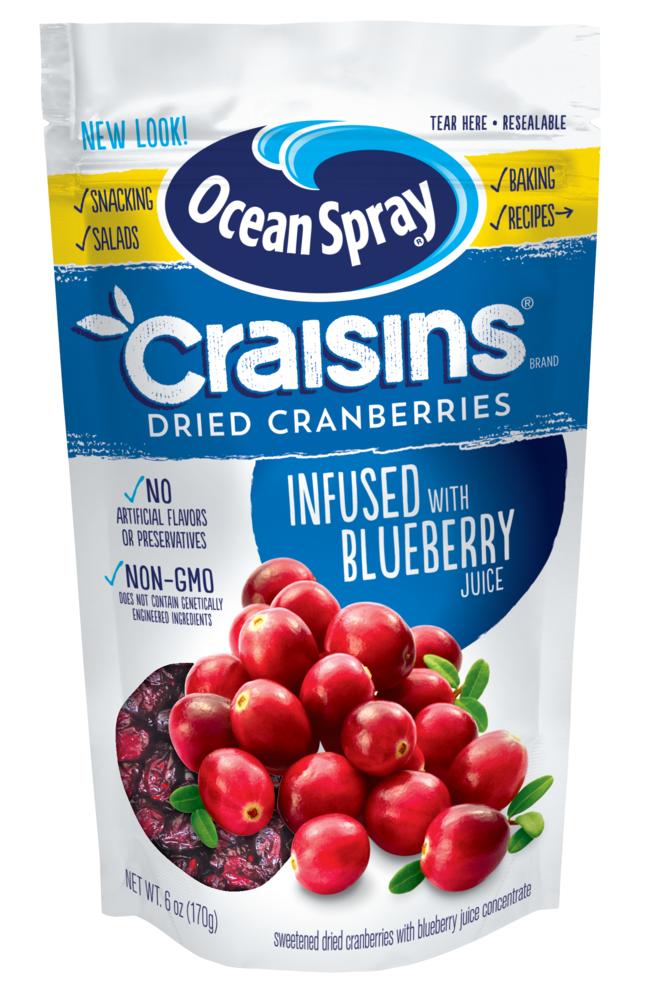 NEW LOOK!
TEAR HERE • RESEALABLE
✓SNACKING
✓SALADS
Ocean Spray®
✓BAKING
✓RECIPES→
Craisins®
BRAND
DRIED CRANBERRIES
✓NO
ARTIFICIAL FLAVORS
OR PRESERVATIVES
✓NON-GMO
DOES NOT CONTAIN GENETICALLY
ENGINEERED INGREDIENTS
INFUSED WITH
BLUEBERRY
JUICE
NET WT. 6 oz (170g)
sweetened dried cranberries with blueberry juice concentrate